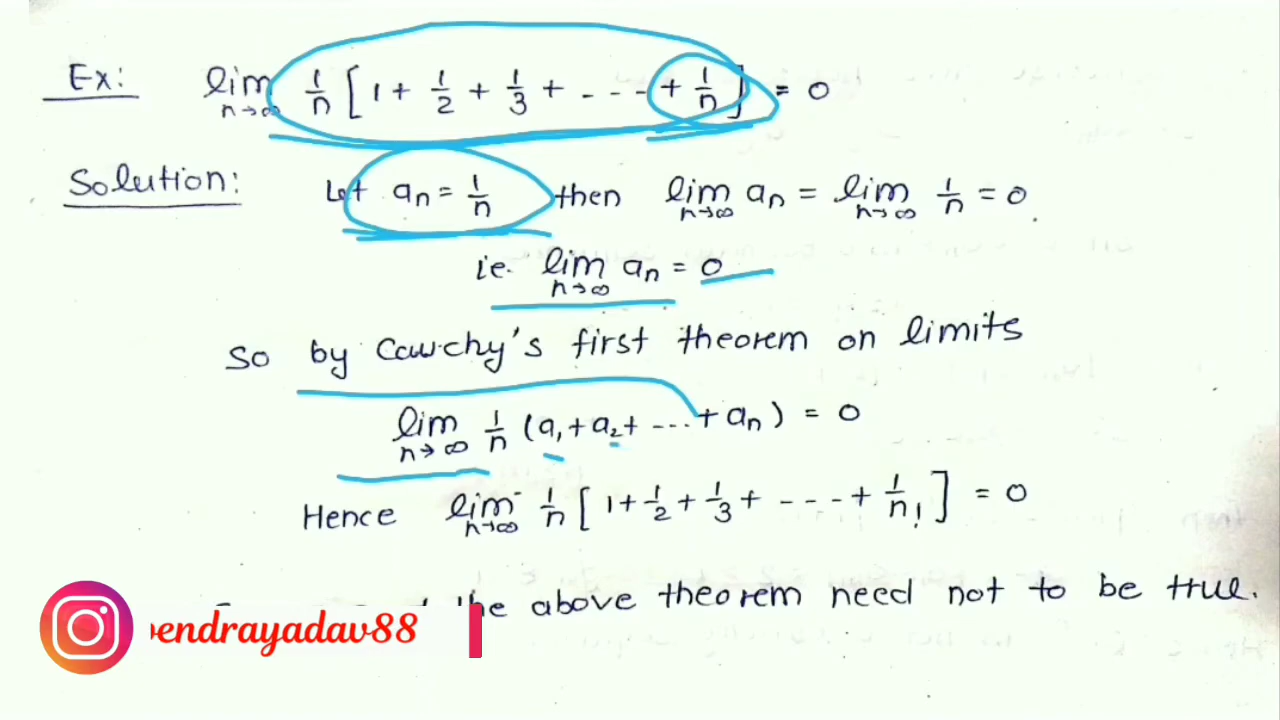 Ex: lim n→∞ 1/n [1 + 1/2 + 1/3 + - - - + 1/n] = 0
Solution: Let an = 1/n then lim n→∞ an = lim n→∞ 1/n = 0
ie. lim n→∞ an = 0
So by Cauchy's first theorem on limits
lim n→∞ 1/n (a1 + a2 + ... + an) = 0
Hence lim n→∞ 1/n [1 + 1/2 + 1/3 + - - - + 1/n] = 0
the above theorem need not to be true.
pendrayadav88